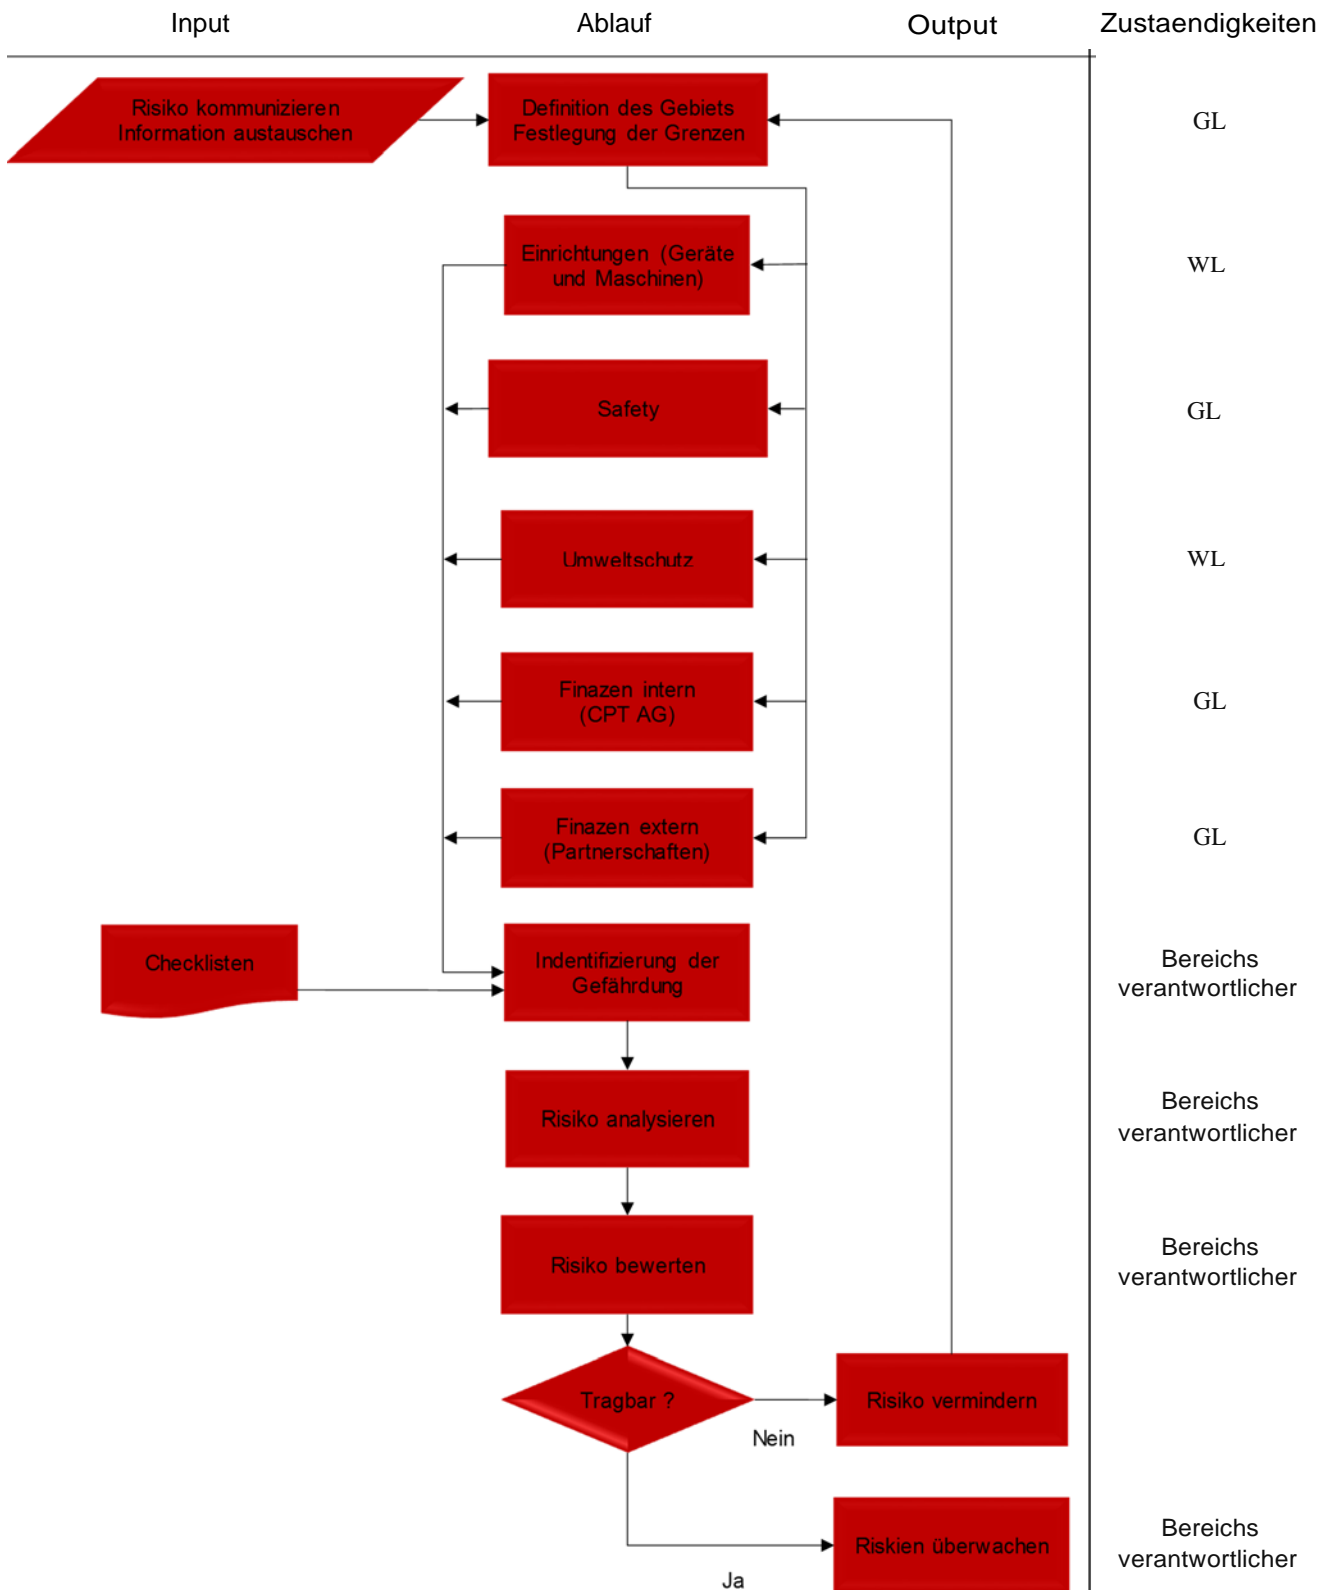 Input
Ablauf
Output
Zustaendigkeiten
Risiko kommunizieren
Information austauschen
Definition des Gebiets
Festlegung der Grenzen
GL
Einrichtungen (Geräte
und Maschinen)
WL
Safety
GL
Umweltschutz
WL
Finazen intern
(CPT AG)
GL
Finazen extern
(Partnerschaften)
GL
Checklisten
Indentifizierung der
Gefährdung
Bereichs
verantwortlicher
Risiko analysieren
Bereichs
verantwortlicher
Risiko bewerten
Bereichs
verantwortlicher
Tragbar ?
Nein
Risiko vermindern
Ja
Riskien überwachen
Bereichs
verantwortlicher